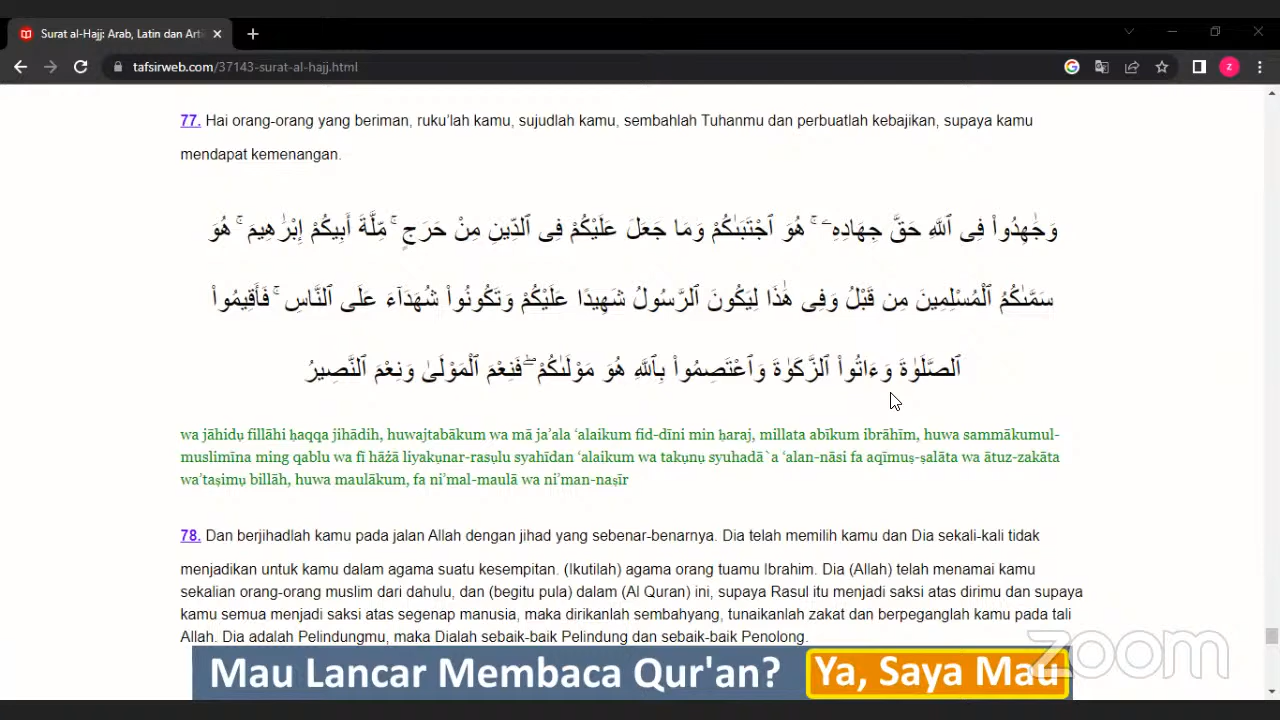 Surat al-Hajj: Arab, Latin dan Arti
tafsirweb.com/37143-surat-al-hajj.html
z
77. Hai orang-orang yang beriman, ruku'lah kamu, sujudlah kamu, sembahlah Tuhanmu dan perbuatlah kebajikan, supaya kamu
mendapat kemenangan.
وَجَٰهِدُوا۟ فِى ٱللَّهِ حَقَّ جِهَادِهِۦ ۚ هُوَ ٱجْتَبَىٰكُمْ وَمَا جَعَلَ عَلَيْكُمْ فِى ٱلدِّينِ مِنْ حَرَجٍ ۚ مِّلَّةَ أَبِيكُمْ إِبْرَٰهِيمَ ۚ هُوَ
سَمَّىٰكُمُ ٱلْمُسْلِمِينَ مِن قَبْلُ وَفِى هَٰذَا لِيَكُونَ ٱلرَّسُولُ شَهِيدًا عَلَيْكُمْ وَتَكُونُوا۟ شُهَدَآءَ عَلَى ٱلنَّاسِ ۚ فَأَقِيمُوا۟
ٱلصَّلَوٰةَ وَءَاتُوا۟ ٱلزَّكَوٰةَ وَٱعْتَصِمُوا۟ بِٱللَّهِ هُوَ مَوْلَىٰكُمْ ۖ فَنِعْمَ ٱلْمَوْلَىٰ وَنِعْمَ ٱلنَّصِيرُ
wa jāhidụ fillāhi ḥaqqa jihādih, huwajtabākum wa mā ja'ala 'alaikum fid-dīni min ḥaraj, millata abīkum ibrāhīm, huwa sammākumul-
muslimīna ming qablu wa fī hāżā liyakụnar-rasụlu syahīdan 'alaikum wa takụnụ syuhadā`a 'alan-nāsi fa aqīmuṣ-ṣalāta wa ātuz-zakāta
wa'taṣimụ billāh, huwa maulākum, fa ni'mal-maulā wa ni'man-naṣīr
78. Dan berjihadlah kamu pada jalan Allah dengan jihad yang sebenar-benarnya. Dia telah memilih kamu dan Dia sekali-kali tidak
menjadikan untuk kamu dalam agama suatu kesempitan. (Ikutilah) agama orang tuamu Ibrahim. Dia (Allah) telah menamai kamu
sekalian orang-orang muslim dari dahulu, dan (begitu pula) dalam (Al Quran) ini, supaya Rasul itu menjadi saksi atas dirimu dan supaya
kamu semua menjadi saksi atas segenap manusia, maka dirikanlah sembahyang, tunaikanlah zakat dan berpeganglah kamu pada tali
Allah. Dia adalah Pelindungmu, maka Dialah sebaik-baik Pelindung dan sebaik-baik Penolong.
Mau Lancar Membaca Qur'an? Ya, Saya Mau
zoom